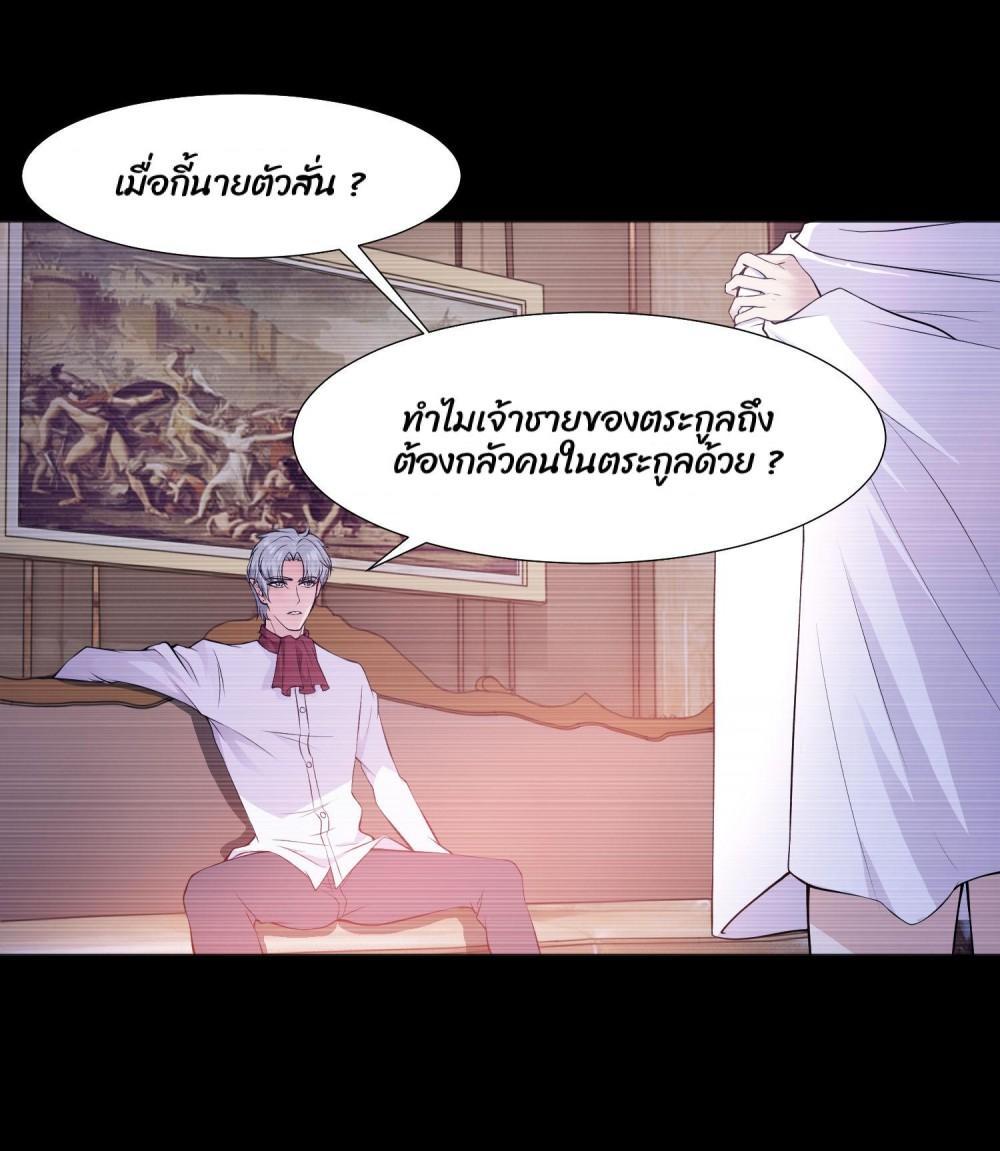 เมื่อกี้นายตัวสั่น ?
ทำไมเจ้าชายของตระกูลถึง
ต้องกลัวคนในตระกูลด้วย ?